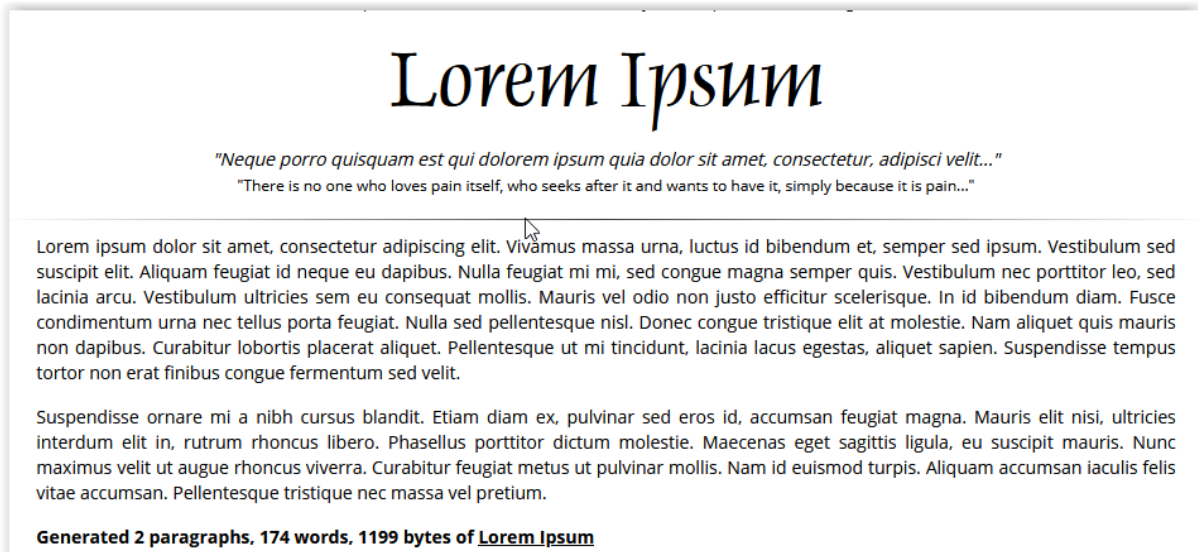 Lorem Ipsum
"Neque porro quisquam est qui dolorem ipsum quia dolor sit amet, consectetur, adipisci velit..."
"There is no one who loves pain itself, who seeks after it and wants to have it, simply because it is pain..."
Lorem ipsum dolor sit amet, consectetur adipiscing elit. Vivamus massa urna, luctus id bibendum et, semper sed ipsum. Vestibulum sed
suscipit elit. Aliquam feugiat id neque eu dapibus. Nulla feugiat mi mi, sed congue magna semper quis. Vestibulum nec porttitor leo, sed
lacinia arcu. Vestibulum ultricies sem eu consequat mollis. Mauris vel odio non justo efficitur scelerisque. In id bibendum diam. Fusce
condimentum urna nec tellus porta feugiat. Nulla sed pellentesque nisl. Donec congue tristique elit at molestie. Nam aliquet quis mauris
non dapibus. Curabitur lobortis placerat aliquet. Pellentesque ut mi tincidunt, lacinia lacus egestas, aliquet sapien. Suspendisse tempus
tortor non erat finibus congue fermentum sed velit.
Suspendisse ornare mi a nibh cursus blandit. Etiam diam ex, pulvinar sed eros id, accumsan feugiat magna. Mauris elit nisi, ultricies
interdum elit in, rutrum rhoncus libero. Phasellus porttitor dictum molestie. Maecenas eget sagittis ligula, eu suscipit mauris. Nunc
maximus velit ut augue rhoncus viverra. Curabitur feugiat metus ut pulvinar mollis. Nam id euismod turpis. Aliquam accumsan iaculis felis
vitae accumsan. Pellentesque tristique nec massa vel pretium.
Generated 2 paragraphs, 174 words, 1199 bytes of Lorem Ipsum